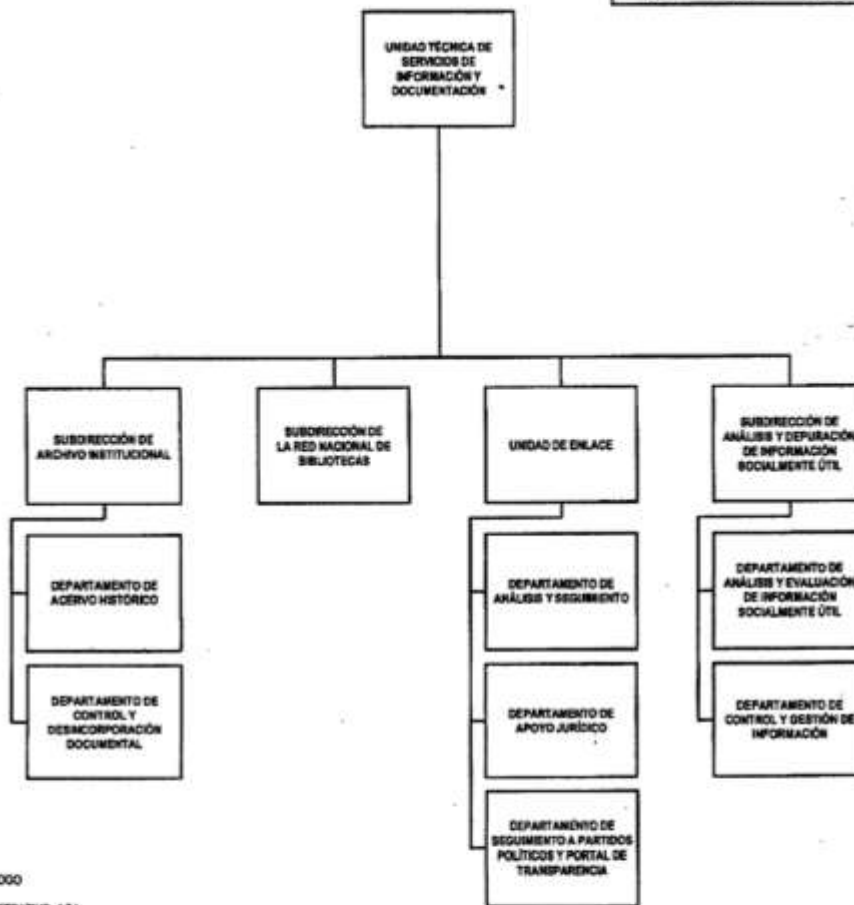 UNIDAD TÉCNICA DE
SERVICIOS DE
INFORMACIÓN Y
DOCUMENTACIÓN
SUBDIRECCIÓN DE
ARCHIVO INSTITUCIONAL
SUBDIRECCIÓN DE
LA RED NACIONAL DE
BIBLIOTECAS
UNIDAD DE ENLACE
SUBDIRECCIÓN DE
ANÁLISIS Y DEPURACIÓN
DE INFORMACIÓN
SOCIALMENTE ÚTIL
DEPARTAMENTO DE
ACERVO HISTÓRICO
DEPARTAMENTO DE
ANÁLISIS Y SEGUIMIENTO
DEPARTAMENTO DE
ANÁLISIS Y EVALUACIÓN
DE INFORMACIÓN
SOCIALMENTE ÚTIL
DEPARTAMENTO DE
CONTROL Y
DESINCORPORACIÓN
DOCUMENTAL
DEPARTAMENTO DE
APOYO JURÍDICO
DEPARTAMENTO DE
CONTROL Y GESTIÓN DE
INFORMACIÓN
DEPARTAMENTO DE
SEGUIMIENTO A PARTIDOS
POLÍTICOS Y PORTAL DE
TRANSPARENCIA